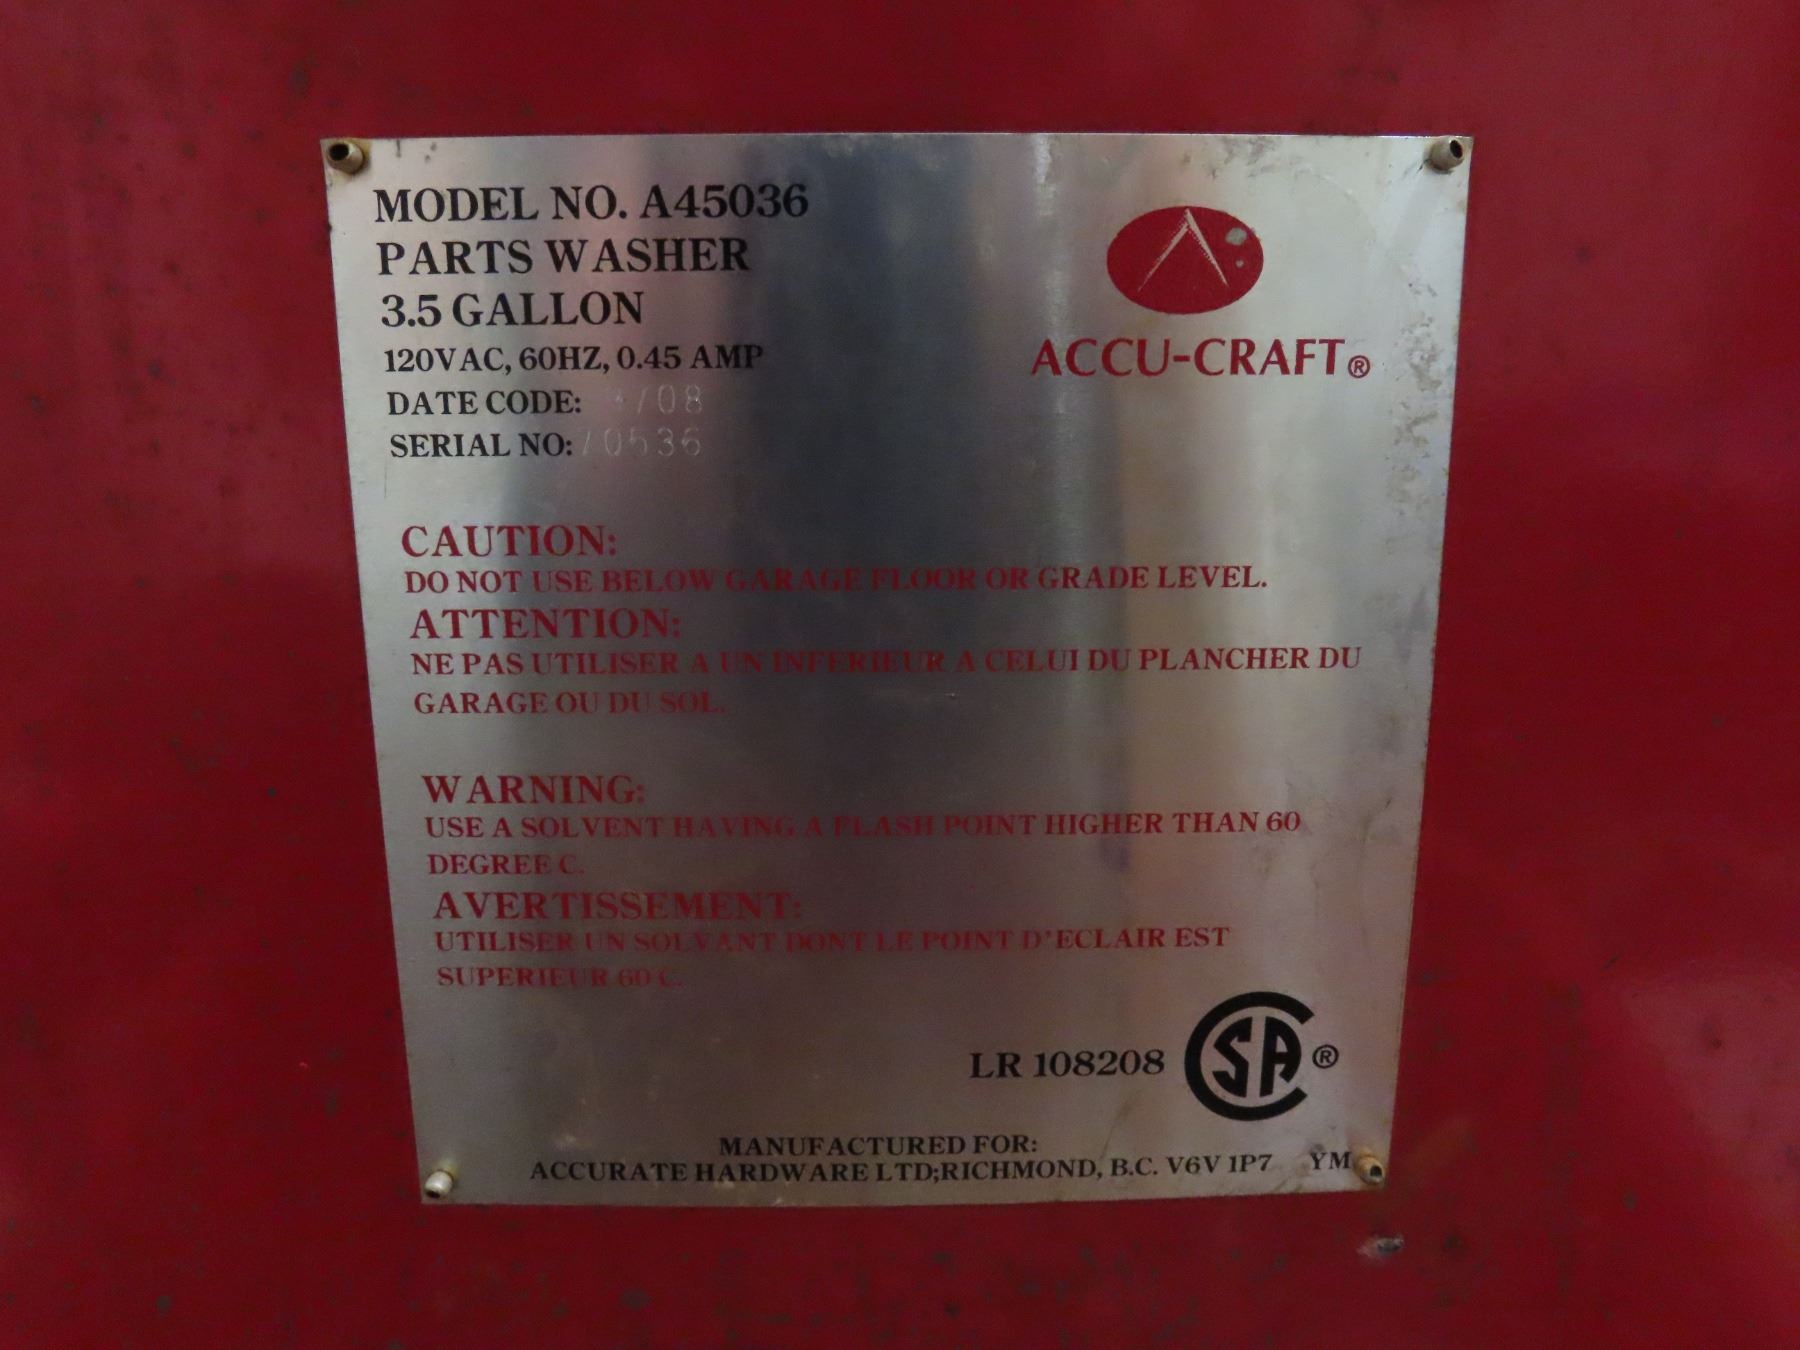 MODEL NO. A45036
PARTS WASHER
3.5 GALLON
120VAC, 60HZ, 0.45 AMP
DATE CODE:
SERIAL NO: 70536
ACCU-CRAFT®
CAUTION:
DO NOT USE BELOW GARAGE FLOOR OR GRADE LEVEL.
ATTENTION:
NE PAS UTILISER A UN INFERIEUR A CELUI DU PLANCHER DU
GARAGE OU DU SOL.
WARNING:
USE A SOLVENT HAVING A FLASH POINT HIGHER THAN 60
DEGREE C.
AVERTISSEMENT:
UTILISER UN SOLVANT DONT LE POINT D'ECLAIR EST
SUPERIEUR 60 C.
LR 108208 CSA®
MANUFACTURED FOR:
ACCURATE HARDWARE LTD;RICHMOND, B.C. V6V 1P7 YM